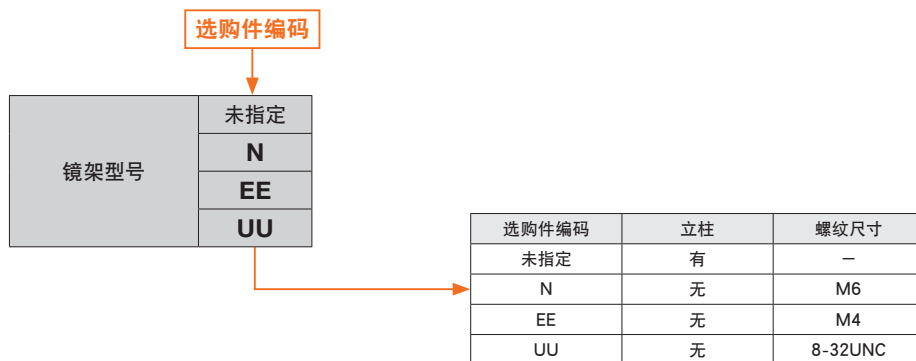 选购件编码
镜架型号
未指定
N
EE
UU
选购件编码 立柱 螺纹尺寸
未指定 有 －
N 无 M6
EE 无 M4
UU 无 8-32UNC